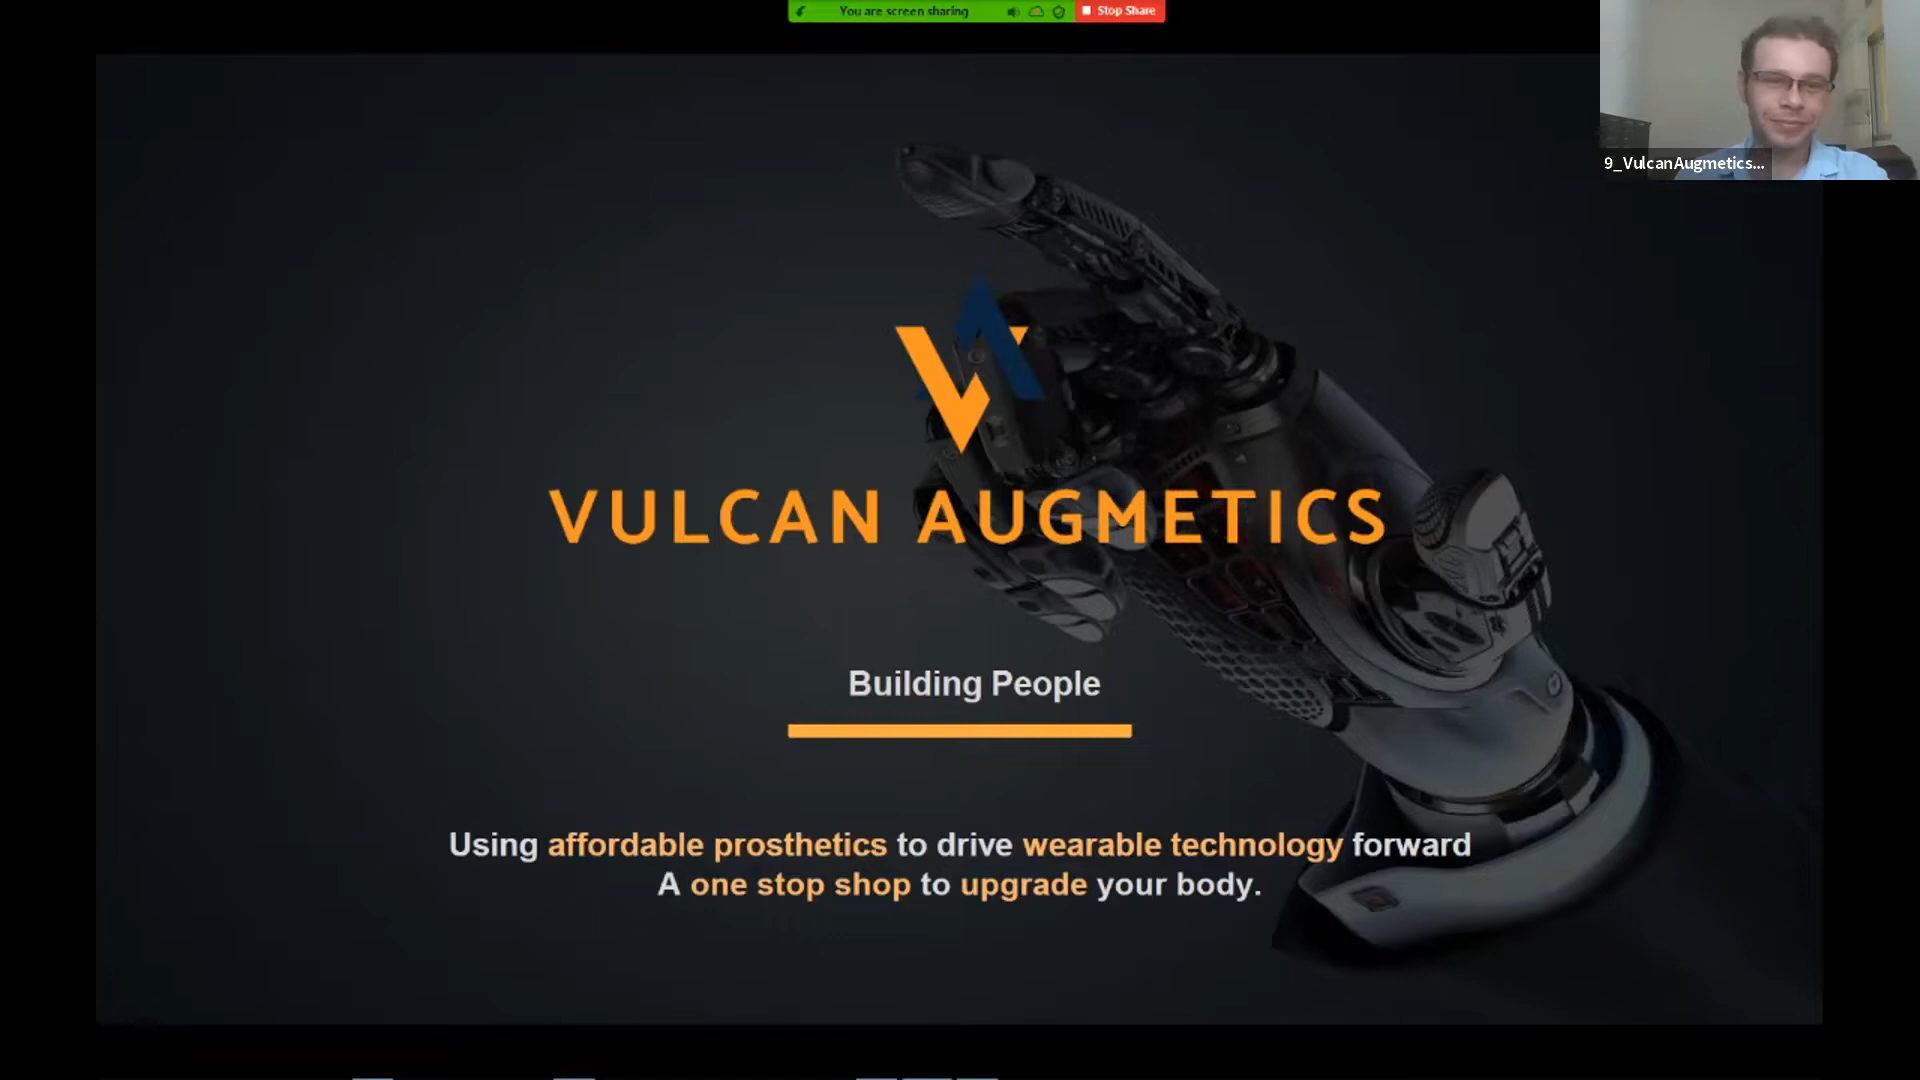 You are screen sharing
Stop Share
9_VulcanAugmetics...
VULCAN AUGMETICS
Building People
Using affordable prosthetics to drive wearable technology forward
A one stop shop to upgrade your body.